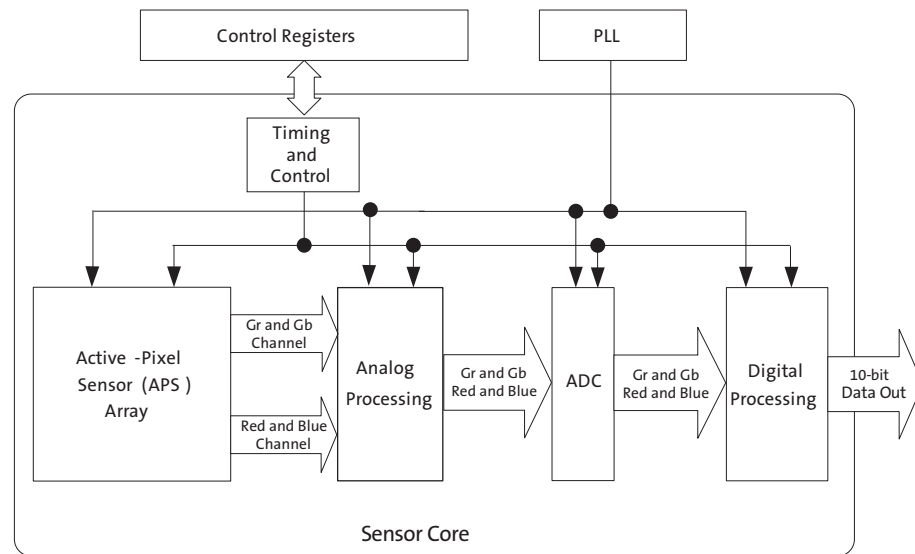 Control Registers
PLL
Timing
and
Control
Active -Pixel
Sensor (APS )
Array
Gr and Gb
Channel
Red and Blue
Channel
Analog
Processing
Gr and Gb
Red and Blue
ADC
Gr and Gb
Red and Blue
Digital
Processing
10-bit
Data Out
Sensor Core